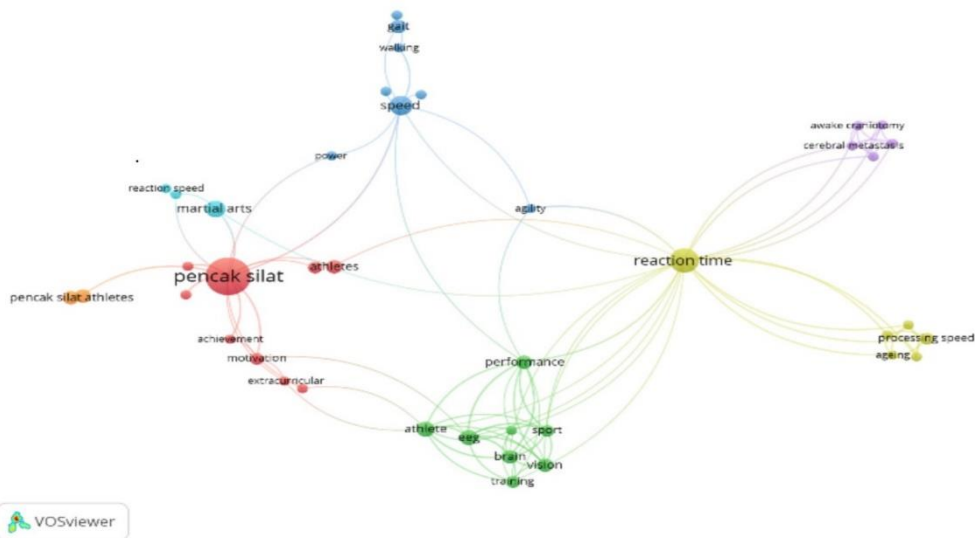 gait
walking
speed
awake craniotomy
cerebral metastasis
power
reaction speed
martial arts
agility
reaction time
athletes
pencak silat
pencak silat athletes
achievement
processing speed
motivation
ageing
performance
extracurricular
athlete
sport
eeg
brain
vision
training
VOSviewer